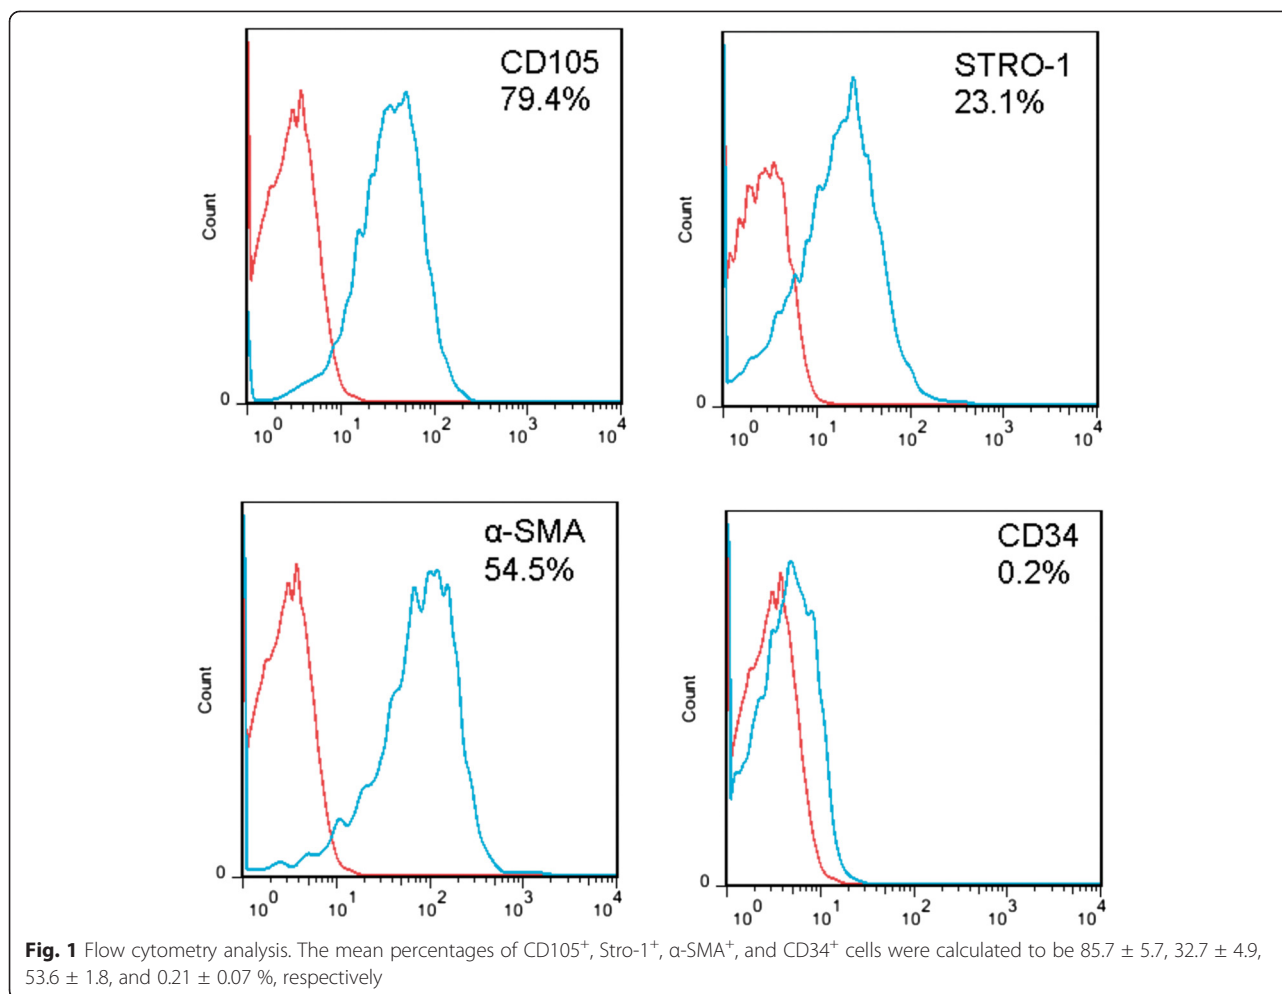 CD105
79.4%
Count
0
10^0 10^1 10^2 10^3 10^4
STRO-1
23.1%
Count
0
10^0 10^1 10^2 10^3 10^4
α-SMA
54.5%
Count
0
10^0 10^1 10^2 10^3 10^4
CD34
0.2%
Count
0
10^0 10^1 10^2 10^3 10^4
Fig. 1 Flow cytometry analysis. The mean percentages of CD105⁺, Stro-1⁺, α-SMA⁺, and CD34⁺ cells were calculated to be 85.7 ± 5.7, 32.7 ± 4.9,
53.6 ± 1.8, and 0.21 ± 0.07 %, respectively